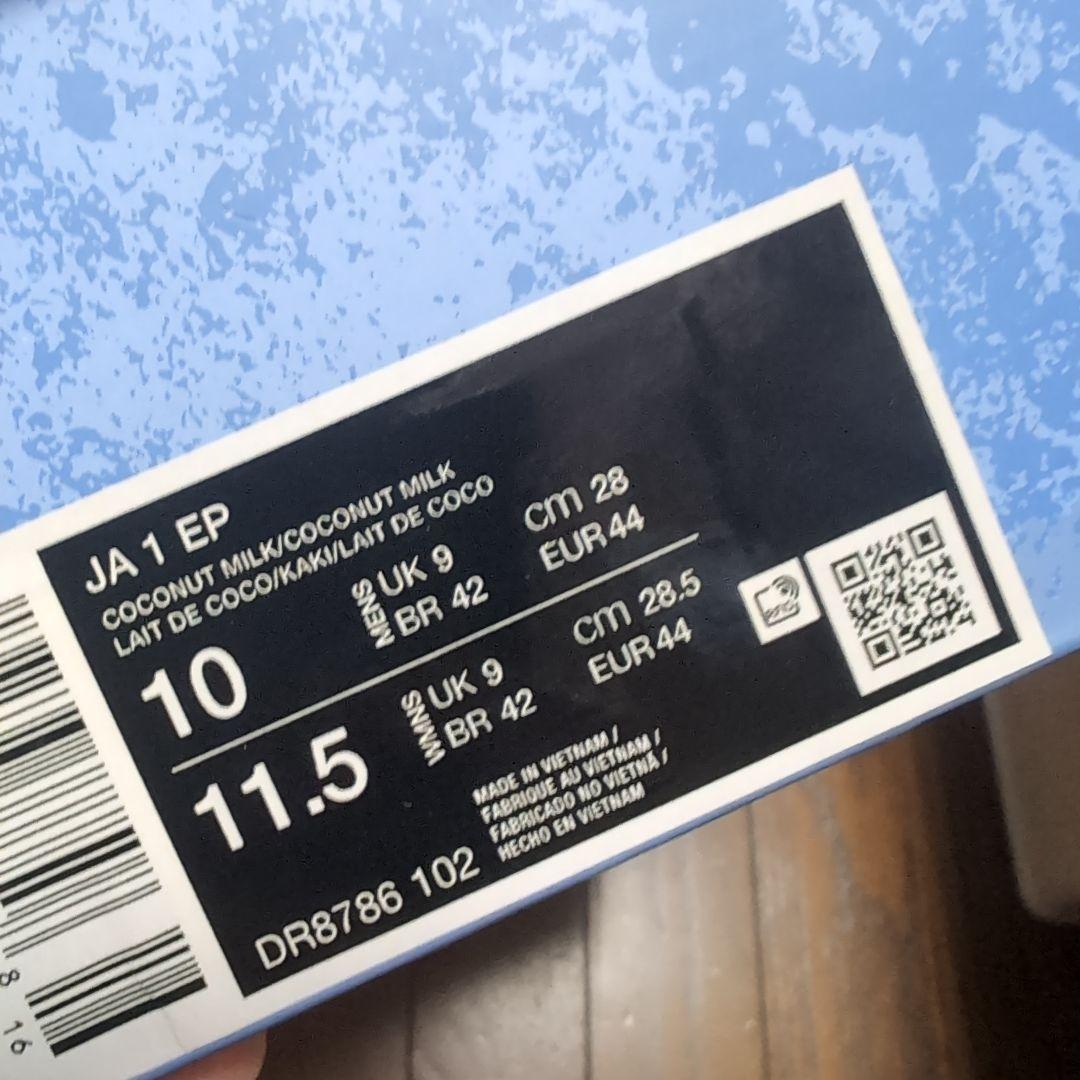 JA 1 EP
COCONUT MILK/COCONUT MILK
LAIT DE COCO/KAKI/LAIT DE COCO
10
MENS
UK 9
BR 42
cm 28
EUR 44
11.5
WMNS
UK 9
BR 42
cm 28.5
EUR 44
MADE IN VIETNAM /
FABRIQUE AU VIETNAM /
FABRICADO NO VIETNÃ /
HECHO EN VIETNAM
DR8786 102
8
16